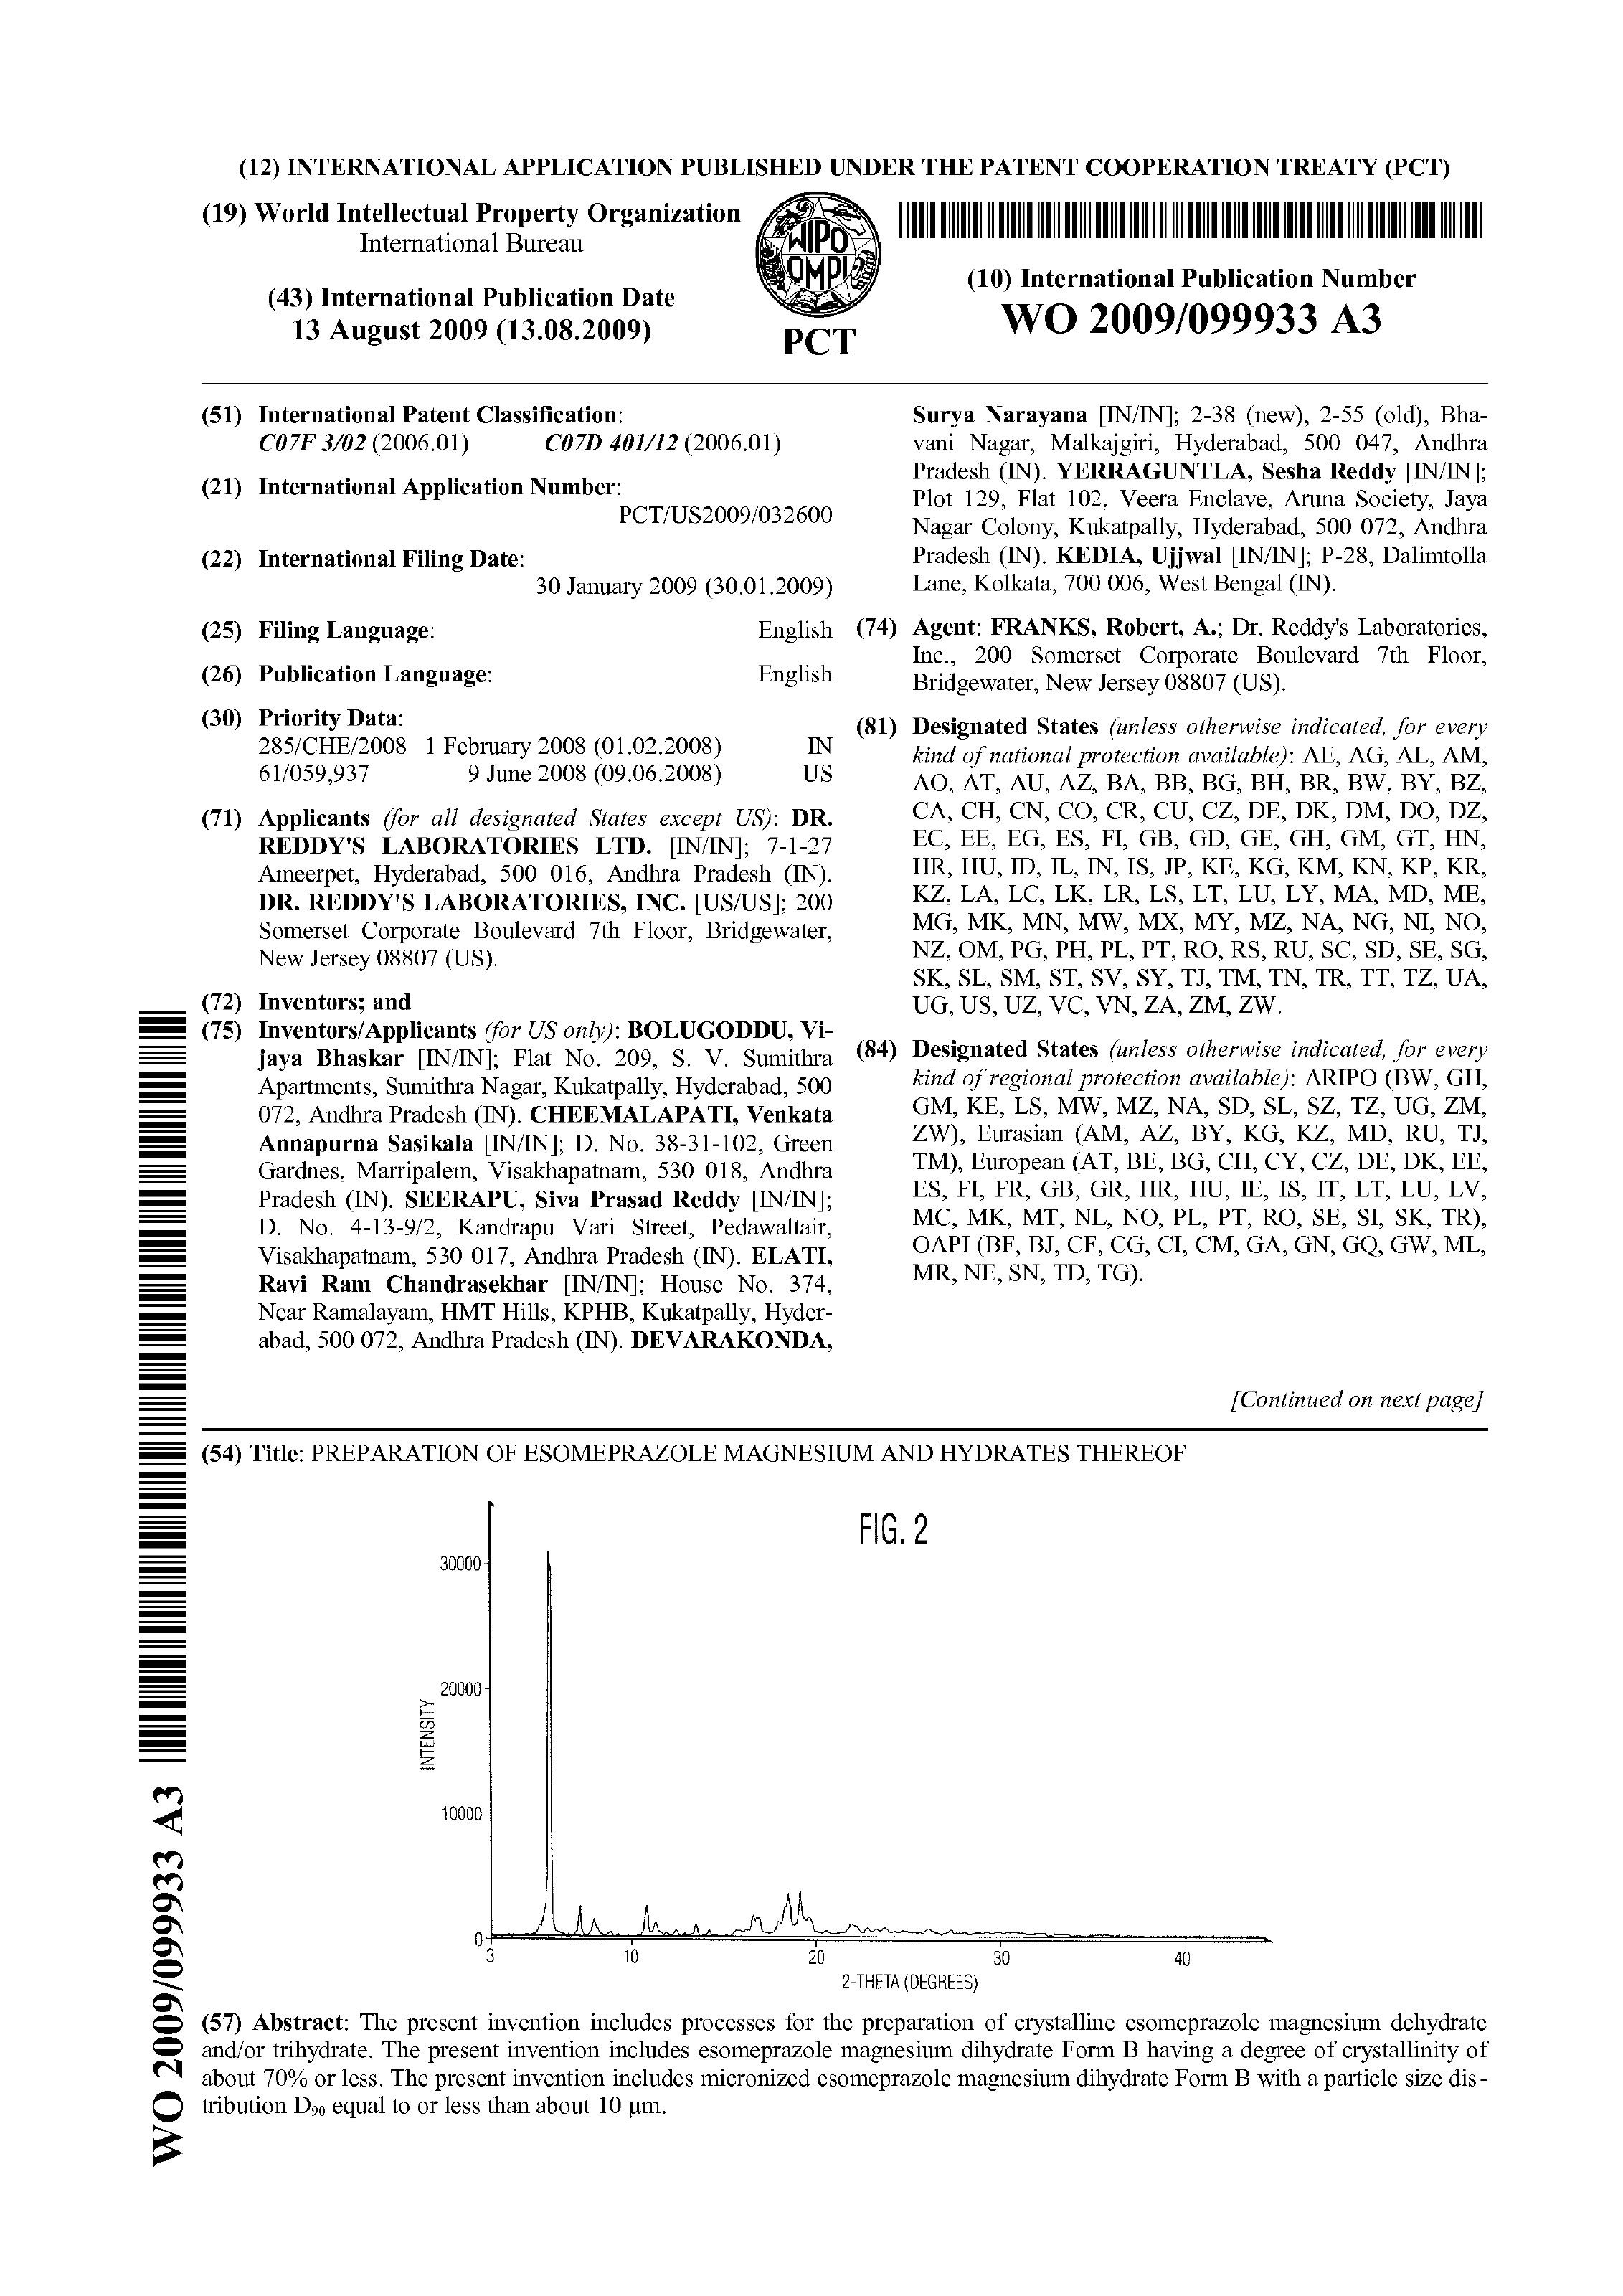 (12) INTERNATIONAL APPLICATION PUBLISHED UNDER THE PATENT COOPERATION TREATY (PCT)
(19) World Intellectual Property Organization
International Bureau
(43) International Publication Date
13 August 2009 (13.08.2009)
WIPO
OMPI
PCT
(10) International Publication Number
WO 2009/099933 A3
(51) International Patent Classification:
C07F 3/02 (2006.01) C07D 401/12 (2006.01)
(21) International Application Number:
PCT/US2009/032600
(22) International Filing Date:
30 January 2009 (30.01.2009)
(25) Filing Language: English
(26) Publication Language: English
(30) Priority Data:
285/CHE/2008 1 February 2008 (01.02.2008) IN
61/059,937 9 June 2008 (09.06.2008) US
(71) Applicants (for all designated States except US): DR.
REDDY'S LABORATORIES LTD. [IN/IN]; 7-1-27
Ameerpet, Hyderabad, 500 016, Andhra Pradesh (IN).
DR. REDDY'S LABORATORIES, INC. [US/US]; 200
Somerset Corporate Boulevard 7th Floor, Bridgewater,
New Jersey 08807 (US).
(72) Inventors; and
(75) Inventors/Applicants (for US only): BOLUGODDU, Vi-
jaya Bhaskar [IN/IN]; Flat No. 209, S. V. Sumithra
Apartments, Sumithra Nagar, Kukatpally, Hyderabad, 500
072, Andhra Pradesh (IN). CHEEMALAPATI, Venkata
Annapurna Sasikala [IN/IN]; D. No. 38-31-102, Green
Gardnes, Marripalem, Visakhapatnam, 530 018, Andhra
Pradesh (IN). SEERAPU, Siva Prasad Reddy [IN/IN];
D. No. 4-13-9/2, Kandrapu Vari Street, Pedawaltair,
Visakhapatnam, 530 017, Andhra Pradesh (IN). ELATI,
Ravi Ram Chandrasekhar [IN/IN]; House No. 374,
Near Ramalayam, HMT Hills, KPHB, Kukatpally, Hyder-
abad, 500 072, Andhra Pradesh (IN). DEVARAKONDA,
Surya Narayana [IN/IN]; 2-38 (new), 2-55 (old), Bha-
vani Nagar, Malkajgiri, Hyderabad, 500 047, Andhra
Pradesh (IN). YERRAGUNTLA, Sesha Reddy [IN/IN];
Plot 129, Flat 102, Veera Enclave, Aruna Society, Jaya
Nagar Colony, Kukatpally, Hyderabad, 500 072, Andhra
Pradesh (IN). KEDIA, Ujjwal [IN/IN]; P-28, Dalimtolla
Lane, Kolkata, 700 006, West Bengal (IN).
(74) Agent: FRANKS, Robert, A.; Dr. Reddy's Laboratories,
Inc., 200 Somerset Corporate Boulevard 7th Floor,
Bridgewater, New Jersey 08807 (US).
(81) Designated States (unless otherwise indicated, for every
kind of national protection available): AE, AG, AL, AM,
AO, AT, AU, AZ, BA, BB, BG, BH, BR, BW, BY, BZ,
CA, CH, CN, CO, CR, CU, CZ, DE, DK, DM, DO, DZ,
EC, EE, EG, ES, FI, GB, GD, GE, GH, GM, GT, HN,
HR, HU, ID, IL, IN, IS, JP, KE, KG, KM, KN, KP, KR,
KZ, LA, LC, LK, LR, LS, LT, LU, LY, MA, MD, ME,
MG, MK, MN, MW, MX, MY, MZ, NA, NG, NI, NO,
NZ, OM, PG, PH, PL, PT, RO, RS, RU, SC, SD, SE, SG,
SK, SL, SM, ST, SV, SY, TJ, TM, TN, TR, TT, TZ, UA,
UG, US, UZ, VC, VN, ZA, ZM, ZW.
(84) Designated States (unless otherwise indicated, for every
kind of regional protection available): ARIPO (BW, GH,
GM, KE, LS, MW, MZ, NA, SD, SL, SZ, TZ, UG, ZM,
ZW), Eurasian (AM, AZ, BY, KG, KZ, MD, RU, TJ,
TM), European (AT, BE, BG, CH, CY, CZ, DE, DK, EE,
ES, FI, FR, GB, GR, HR, HU, IE, IS, IT, LT, LU, LV,
MC, MK, MT, NL, NO, PL, PT, RO, SE, SI, SK, TR),
OAPI (BF, BJ, CF, CG, CI, CM, GA, GN, GQ, GW, ML,
MR, NE, SN, TD, TG).
[Continued on next page]
(54) Title: PREPARATION OF ESOMEPRAZOLE MAGNESIUM AND HYDRATES THEREOF
FIG. 2
30000
20000
10000
0
INTENSITY
3 10 20 30 40
2-THETA (DEGREES)
(57) Abstract: The present invention includes processes for the preparation of crystalline esomeprazole magnesium dehydrate
and/or trihydrate. The present invention includes esomeprazole magnesium dihydrate Form B having a degree of crystallinity of
about 70% or less. The present invention includes micronized esomeprazole magnesium dihydrate Form B with a particle size dis-
tribution D90 equal to or less than about 10 µm.
WO 2009/099933 A3